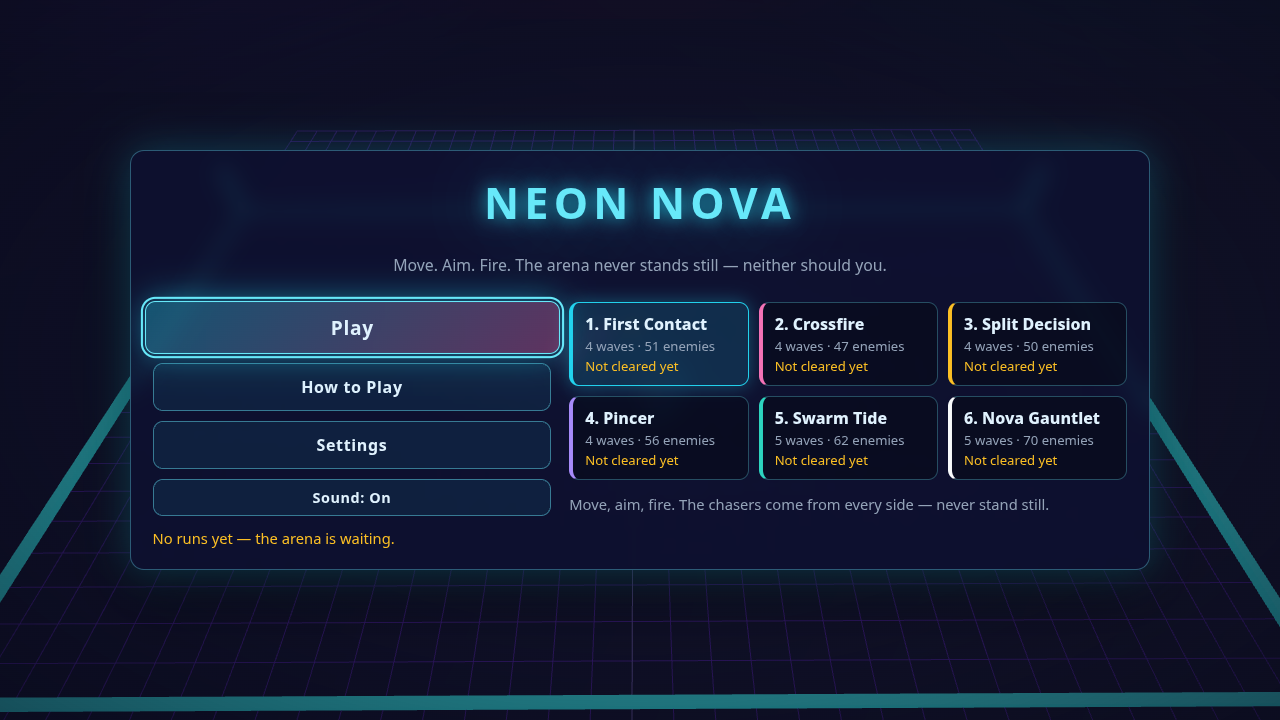 NEON NOVA
Move. Aim. Fire. The arena never stands still — neither should you.
Play
How to Play
Settings
Sound: On
No runs yet — the arena is waiting.
1. First Contact
4 waves · 51 enemies
Not cleared yet
2. Crossfire
4 waves · 47 enemies
Not cleared yet
3. Split Decision
4 waves · 50 enemies
Not cleared yet
4. Pincer
4 waves · 56 enemies
Not cleared yet
5. Swarm Tide
5 waves · 62 enemies
Not cleared yet
6. Nova Gauntlet
5 waves · 70 enemies
Not cleared yet
Move, aim, fire. The chasers come from every side — never stand still.